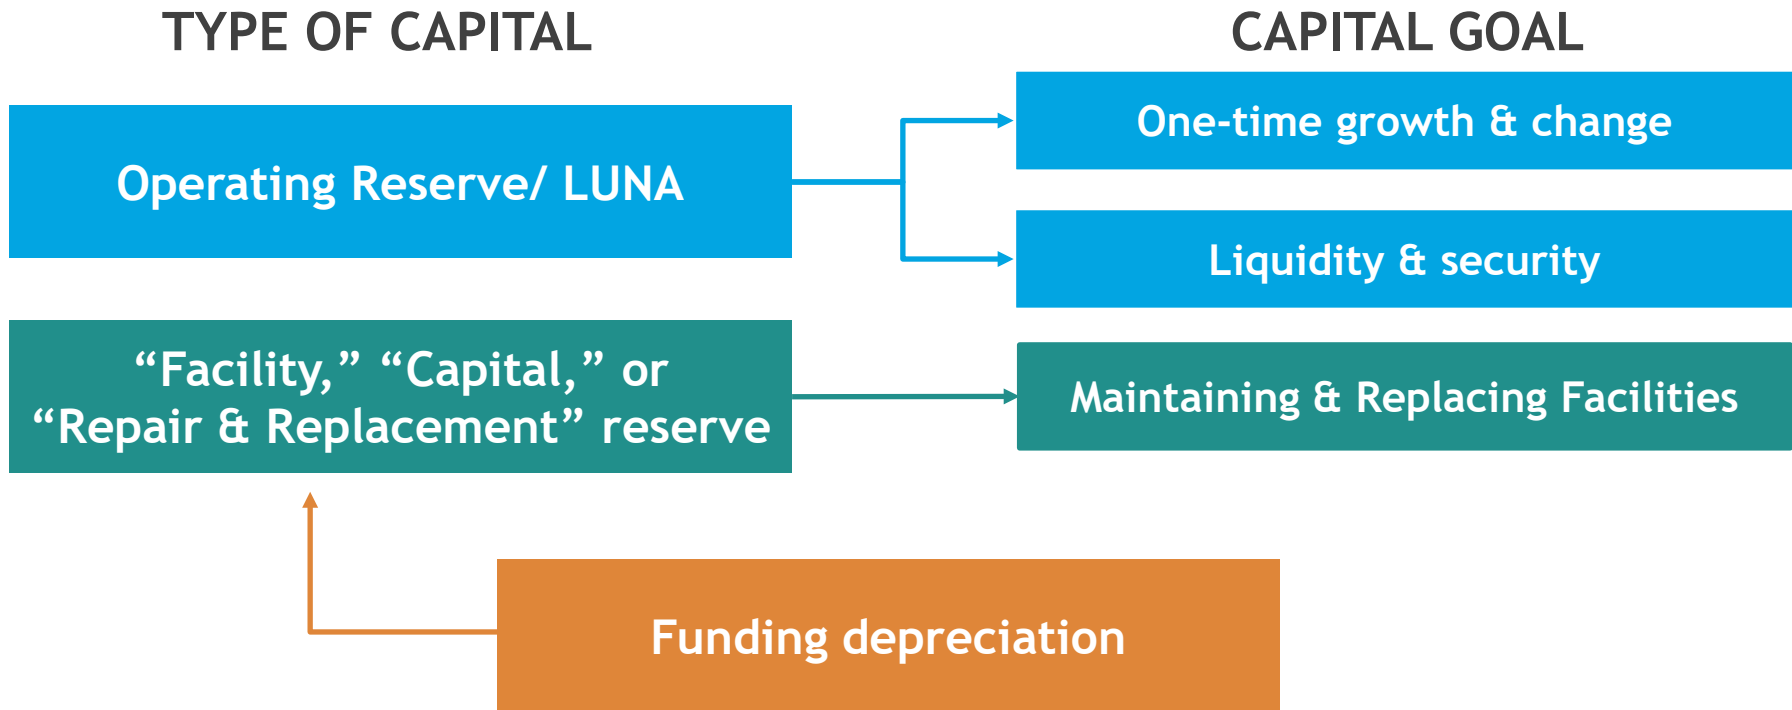 TYPE OF CAPITAL
CAPITAL GOAL
Operating Reserve/ LUNA
One-time growth & change
Liquidity & security
“Facility,” “Capital,” or
“Repair & Replacement” reserve
Maintaining & Replacing Facilities
Funding depreciation